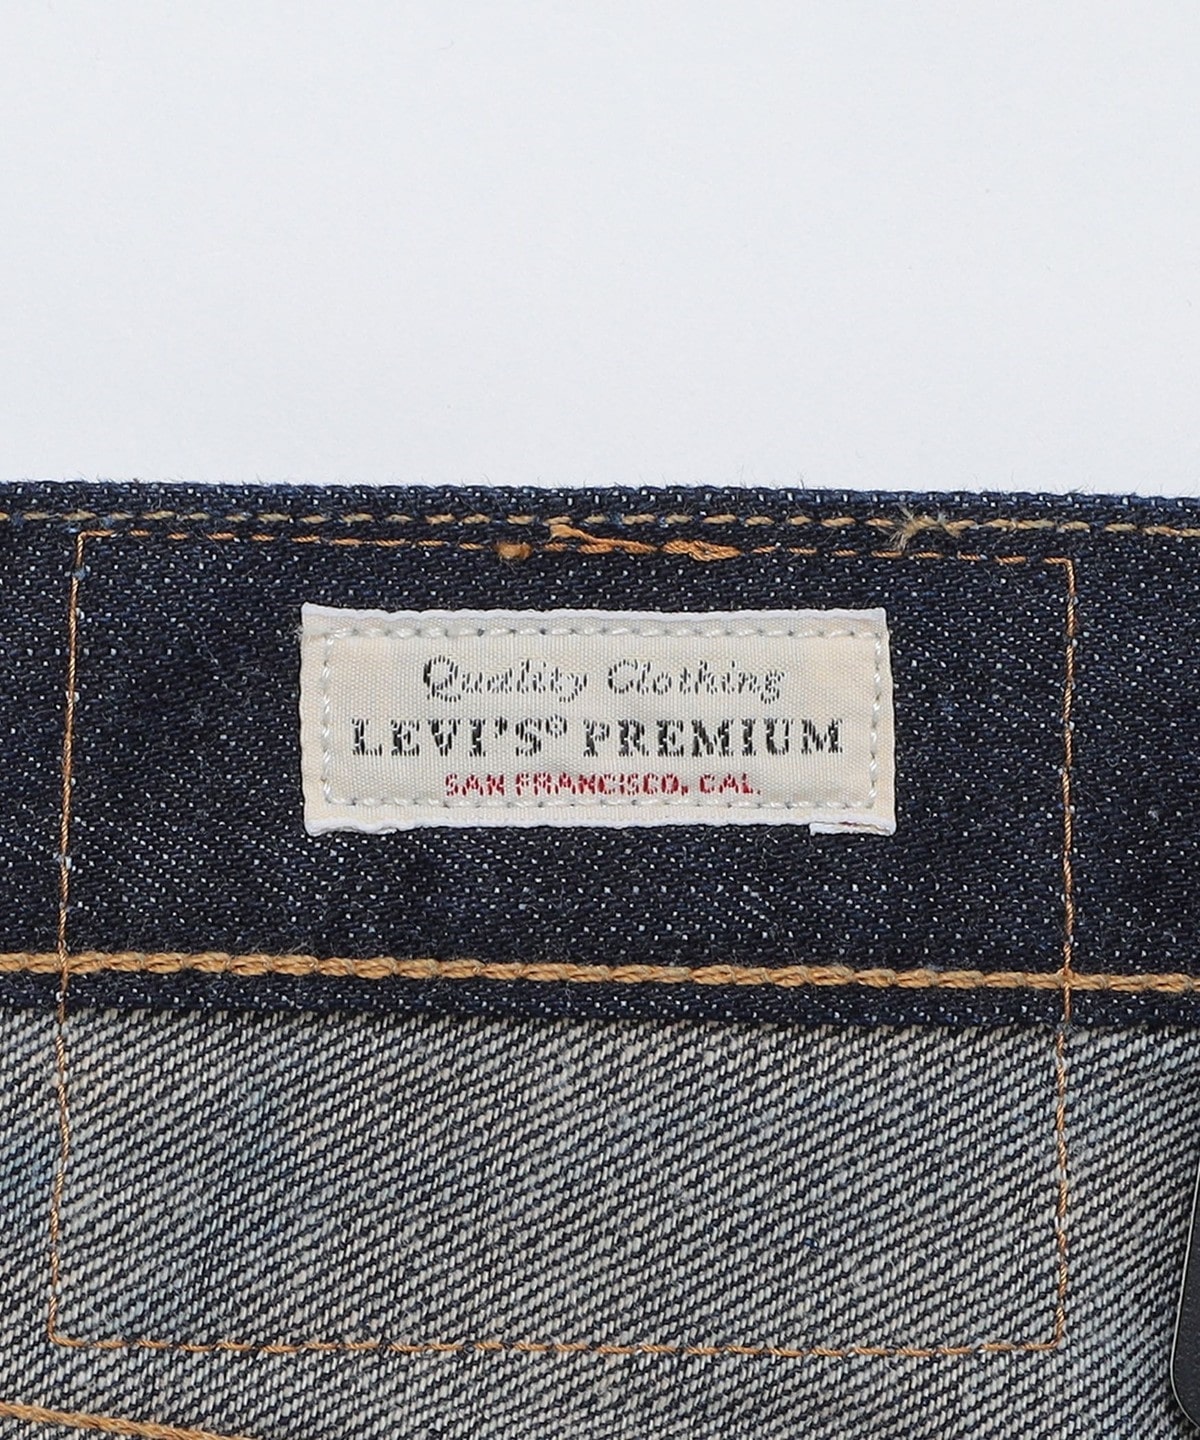 Quality Clothing
LEVI'S® PREMIUM
SAN FRANCISCO, CAL.